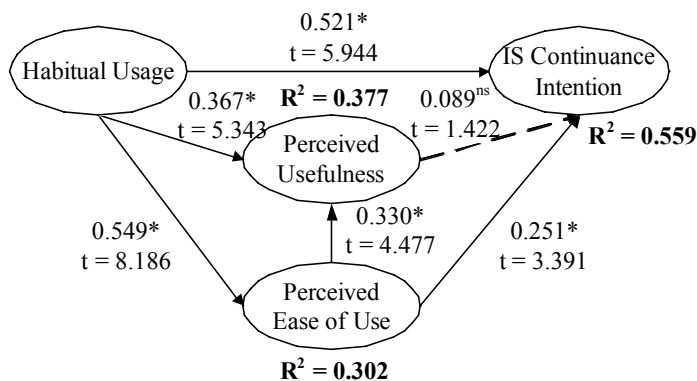 0.521*
t = 5.944
Habitual Usage
IS Continuance
Intention
R² = 0.377
0.367*
t = 5.343
0.089ⁿˢ
t = 1.422
R² = 0.559
Perceived
Usefulness
0.549*
t = 8.186
0.330*
t = 4.477
0.251*
t = 3.391
Perceived
Ease of Use
R² = 0.302